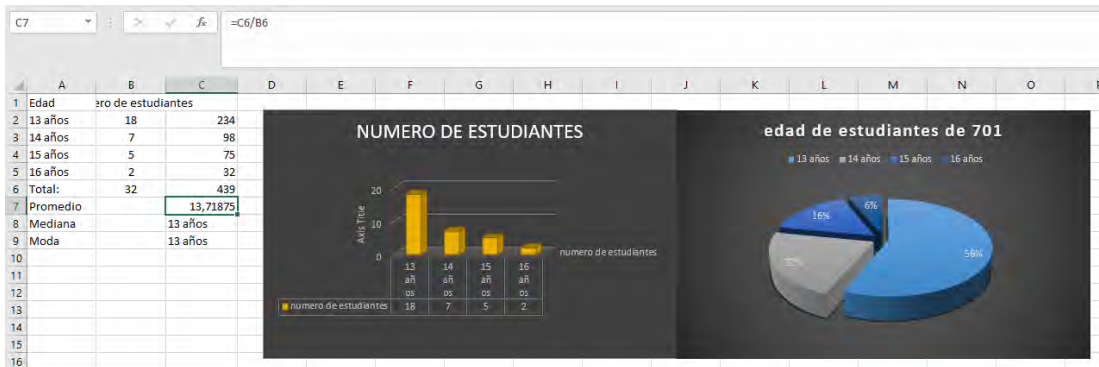 C7 fx =C6/B6
A B C D E F G H I J K L M N O
1 Edad ero de estudiantes
2 13 años 18 234
3 14 años 7 98
4 15 años 5 75
5 16 años 2 32
6 Total: 32 439
7 Promedio 13,71875
8 Mediana 13 años
9 Moda 13 años
10
11
12
13
14
15
16
NUMERO DE ESTUDIANTES
Axis Title
20
10
0
numero de estudiantes
13 años 14 años 15 años 16 años
numero de estudiantes 18 7 5 2
edad de estudiantes de 701
13 años 14 años 15 años 16 años
6%
16%
56%